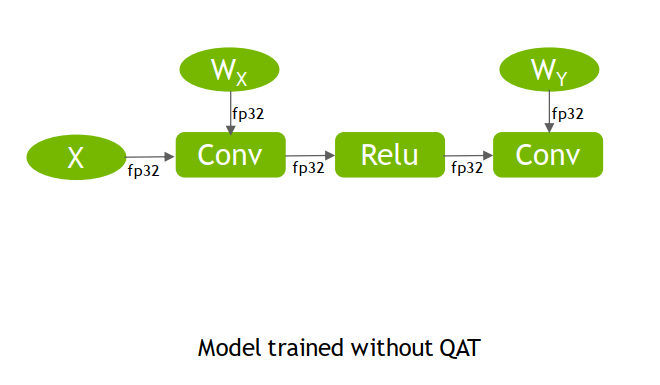 W_X
W_Y
fp32
fp32
X
Conv
Relu
Conv
fp32
fp32
fp32
Model trained without QAT